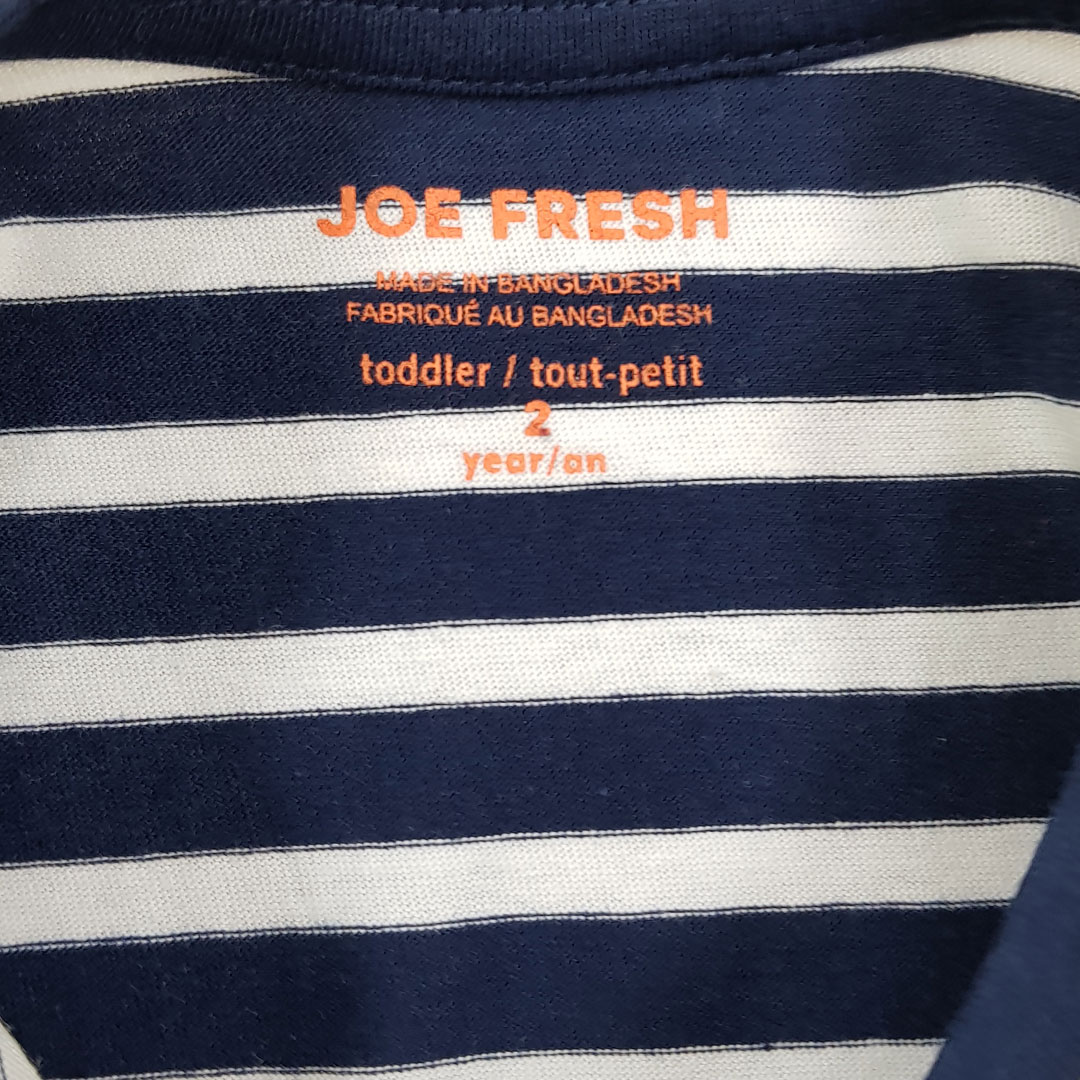 JOE FRESH
MADE IN BANGLADESH
FABRIQUÉ AU BANGLADESH
toddler / tout-petit
2
year/an